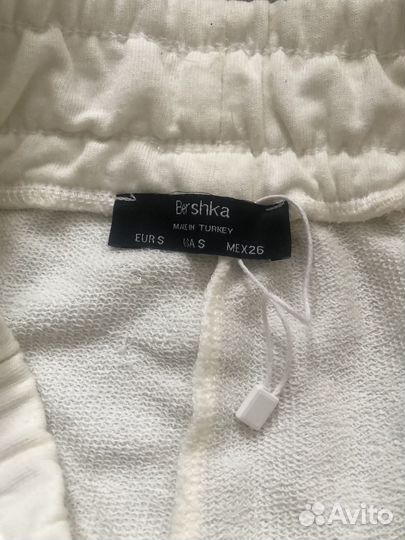 Bershka
MADE IN TURKEY
EUR S USA S MEX 26
Avito